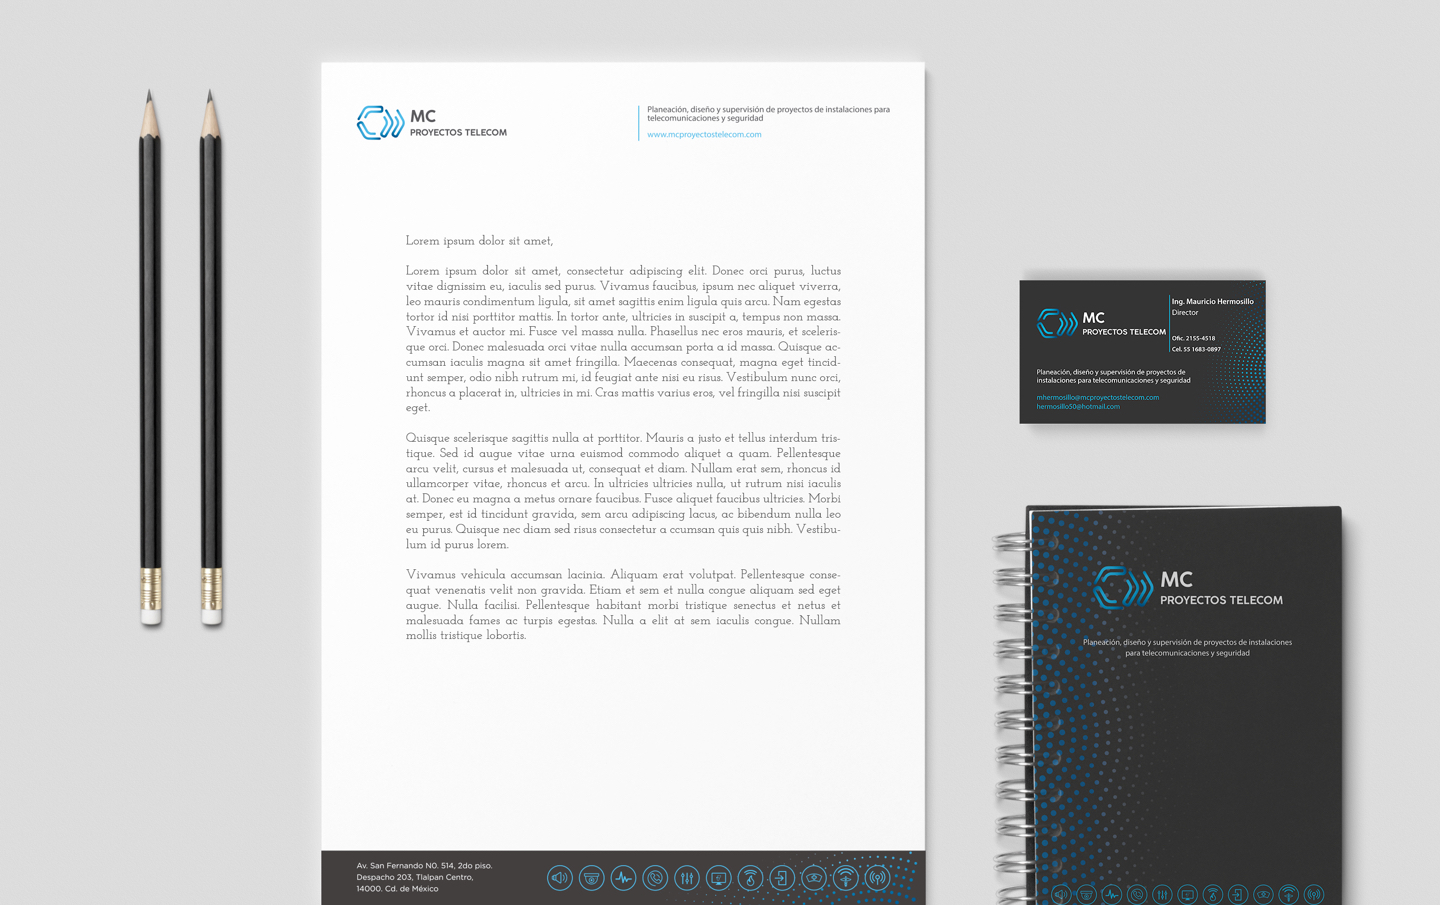 MC
PROYECTOS TELECOM
Planeación, diseño y supervisión de proyectos de instalaciones para
telecomunicaciones y seguridad
www.mcproyectostelecom.com
Lorem ipsum dolor sit amet,
Lorem ipsum dolor sit amet, consectetur adipiscing elit. Donec orci purus, luctus
vitae dignissim eu, iaculis sed purus. Vivamus faucibus, ipsum nec aliquet viverra,
leo mauris condimentum ligula, sit amet sagittis enim ligula quis arcu. Nam egestas
tortor id nisi porttitor mattis. In tortor ante, ultricies in suscipit a, tempus non massa.
Vivamus et auctor mi. Fusce vel massa nulla. Phasellus nec eros mauris, et sceleris-
que orci. Donec malesuada orci vitae nulla accumsan porta a id massa. Quisque ac-
cumsan iaculis magna sit amet fringilla. Maecenas consequat, magna eget tincid-
unt semper, odio nibh rutrum mi, id feugiat ante nisi eu risus. Vestibulum nunc orci,
rhoncus a placerat in, ultricies in mi. Cras mattis varius eros, vel fringilla nisi suscipit
eget.
Quisque scelerisque sagittis nulla at porttitor. Mauris a justo et tellus interdum tris-
tique. Sed id augue vitae urna euismod commodo aliquet a quam. Pellentesque
arcu velit, cursus et malesuada ut, consequat et diam. Nullam erat sem, rhoncus id
ullamcorper vitae, rhoncus et arcu. In ultricies ultricies nulla, ut rutrum nisi iaculis
at. Donec eu magna a metus ornare faucibus. Fusce aliquet faucibus ultricies. Morbi
semper, est id tincidunt gravida, sem arcu adipiscing lacus, ac bibendum nulla leo
eu purus. Quisque nec diam sed risus consectetur a ccumsan quis quis nibh. Vestibu-
lum id purus lorem.
Vivamus vehicula accumsan lacinia. Aliquam erat volutpat. Pellentesque conse-
quat venenatis velit non gravida. Etiam et sem et nulla congue aliquam sed eget
augue. Nulla facilisi. Pellentesque habitant morbi tristique senectus et netus et
malesuada fames ac turpis egestas. Nulla a elit at sem iaculis congue. Nullam
mollis tristique lobortis.
Av. San Fernando NO. 514, 2do piso.
Despacho 203, Tlalpan Centro,
14000. Cd. de México
MC
PROYECTOS TELECOM
Ing. Mauricio Hermosillo
Director
Ofic. 2155-4518
Cel. 55 1683-0897
Planeación, diseño y supervisión de proyectos de
instalaciones para telecomunicaciones y seguridad
mhermosillo@mcproyectostelecom.com
hermosillo50@hotmail.com
MC
PROYECTOS TELECOM
Planeación, diseño y supervisión de proyectos de instalaciones
para telecomunicaciones y seguridad